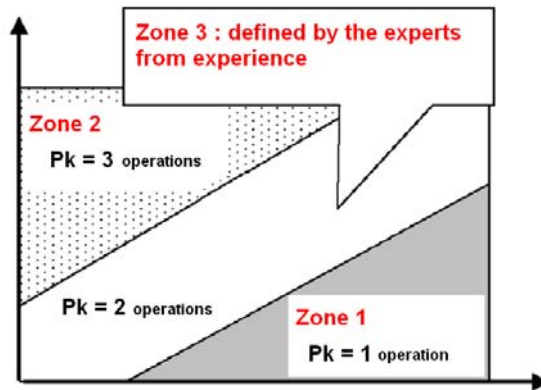 Zone 3 : defined by the experts
from experience
Zone 2
Pk = 3 operations
Pk = 2 operations
Zone 1
Pk = 1 operation